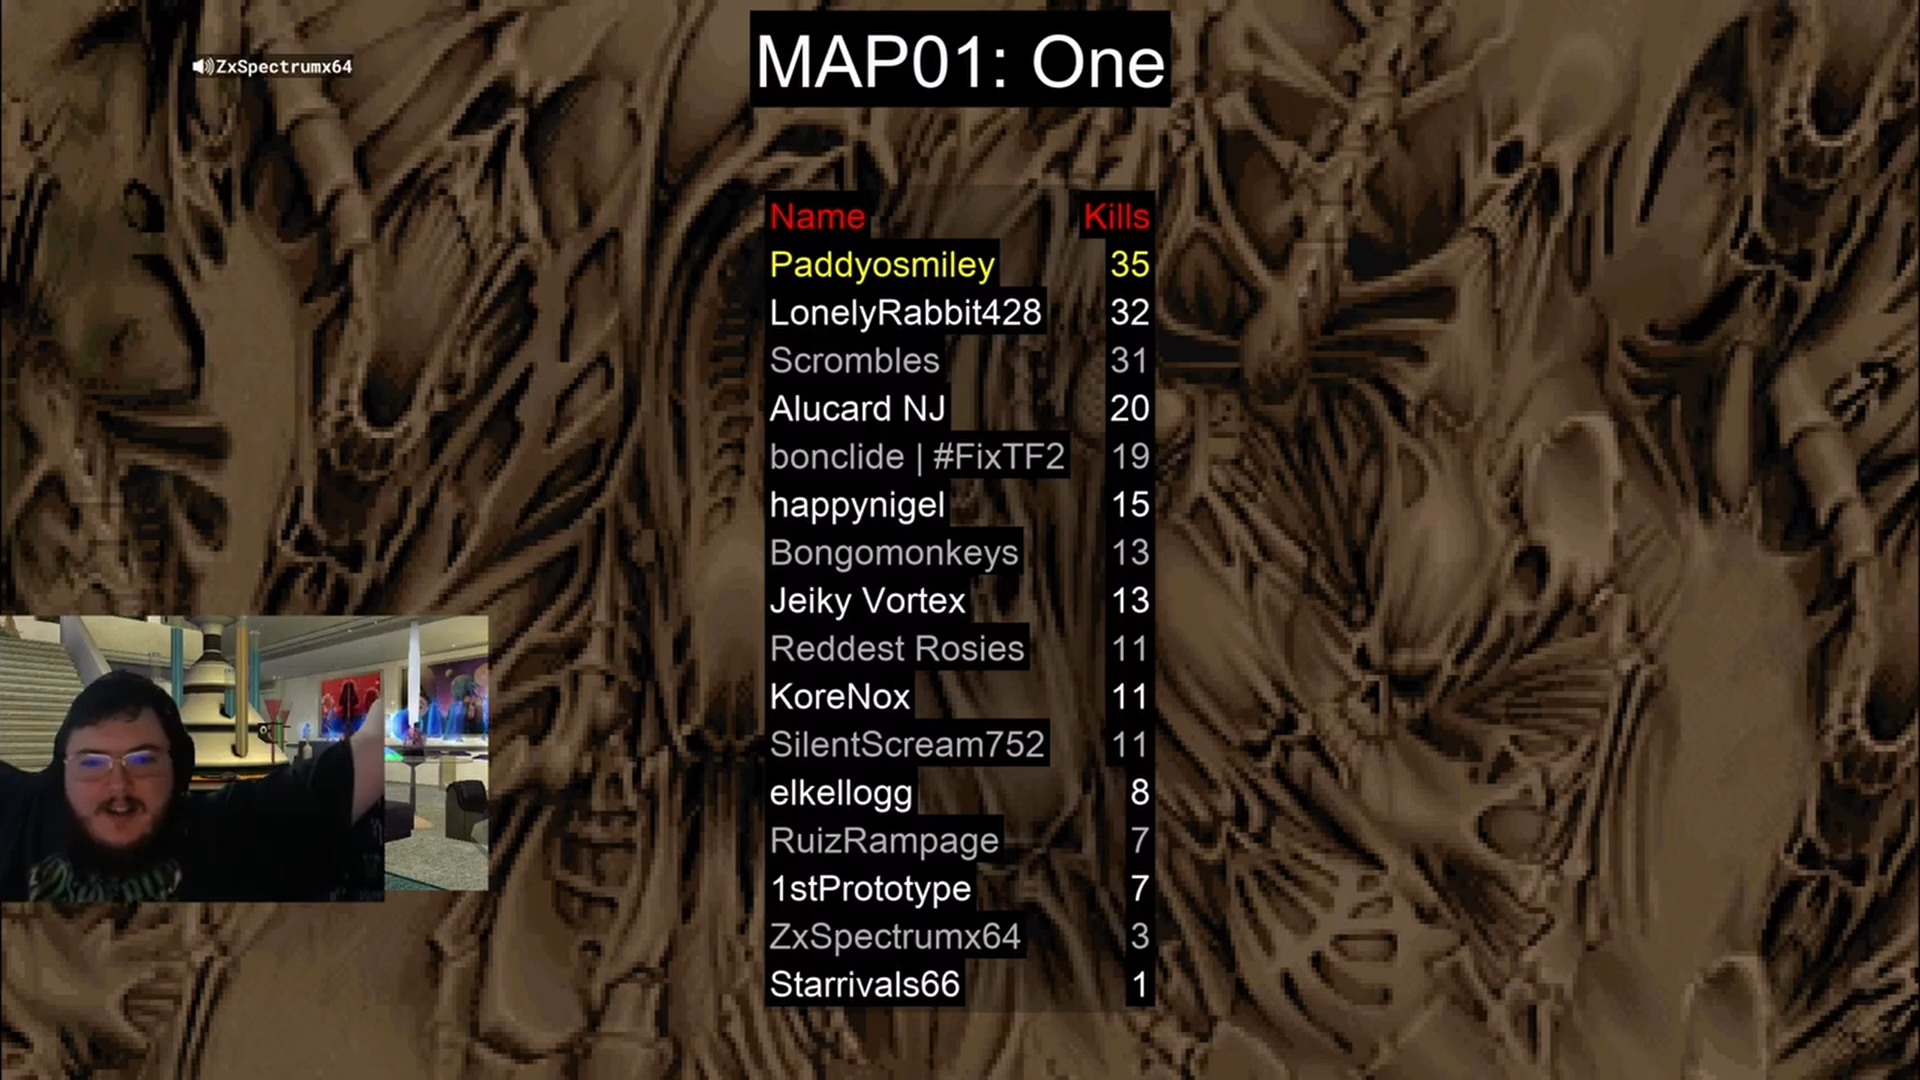 ZxSpectrumx64
MAP01: One
Name Kills
Paddyosmiley 35
LonelyRabbit428 32
Scrombles 31
Alucard NJ 20
bonclide | #FixTF2 19
happynigel 15
Bongomonkeys 13
Jeiky Vortex 13
Reddest Rosies 11
KoreNox 11
SilentScream752 11
elkellogg 8
RuizRampage 7
1stPrototype 7
ZxSpectrumx64 3
Starrivals66 1